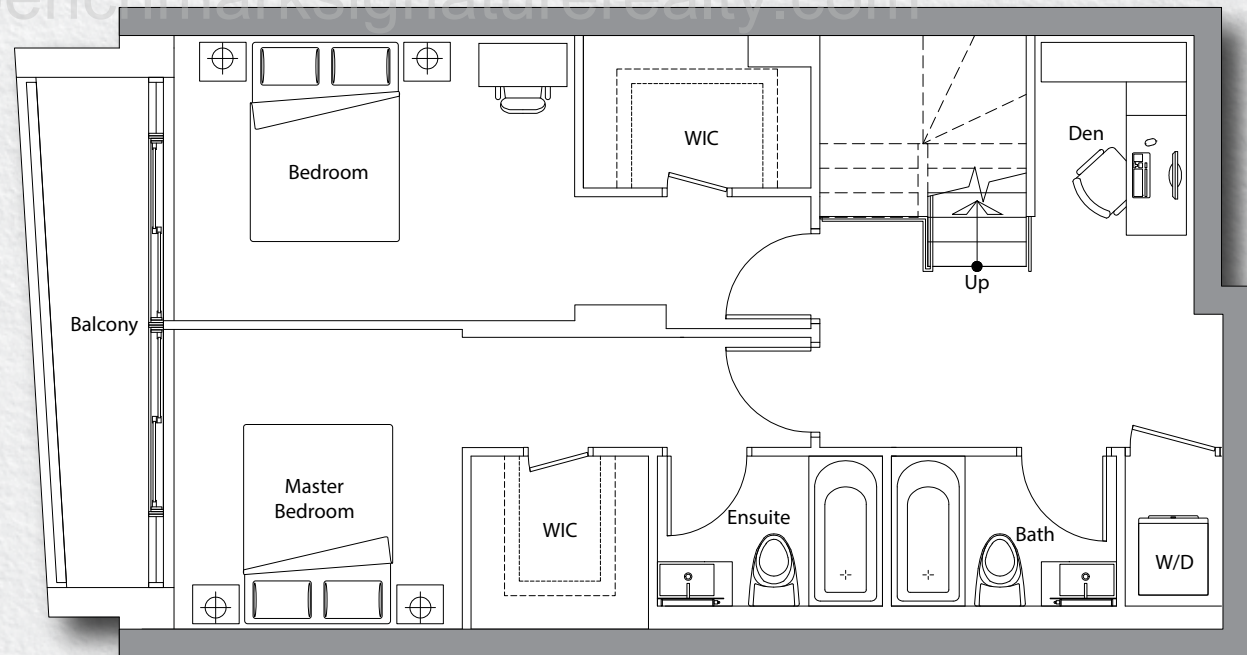 benchmarksignaturerealty.com
Bedroom
WIC
Den
Up
Balcony
Master
Bedroom
WIC
Ensuite
Bath
W/D